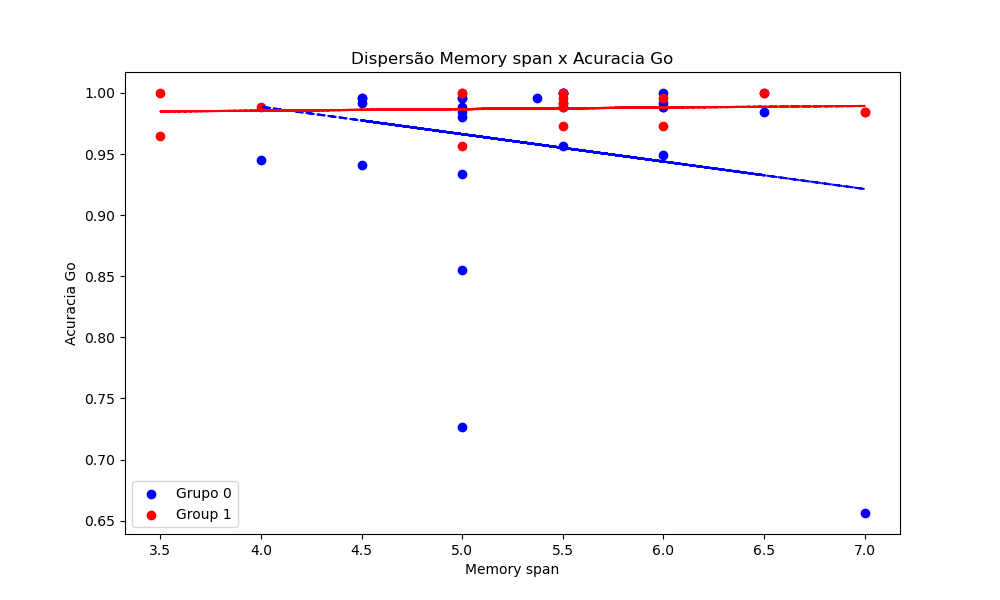 Dispersão Memory span x Acuracia Go
Acuracia Go
1.00
0.95
0.90
0.85
0.80
0.75
0.70
0.65
Grupo 0
Group 1
3.5 4.0 4.5 5.0 5.5 6.0 6.5 7.0
Memory span